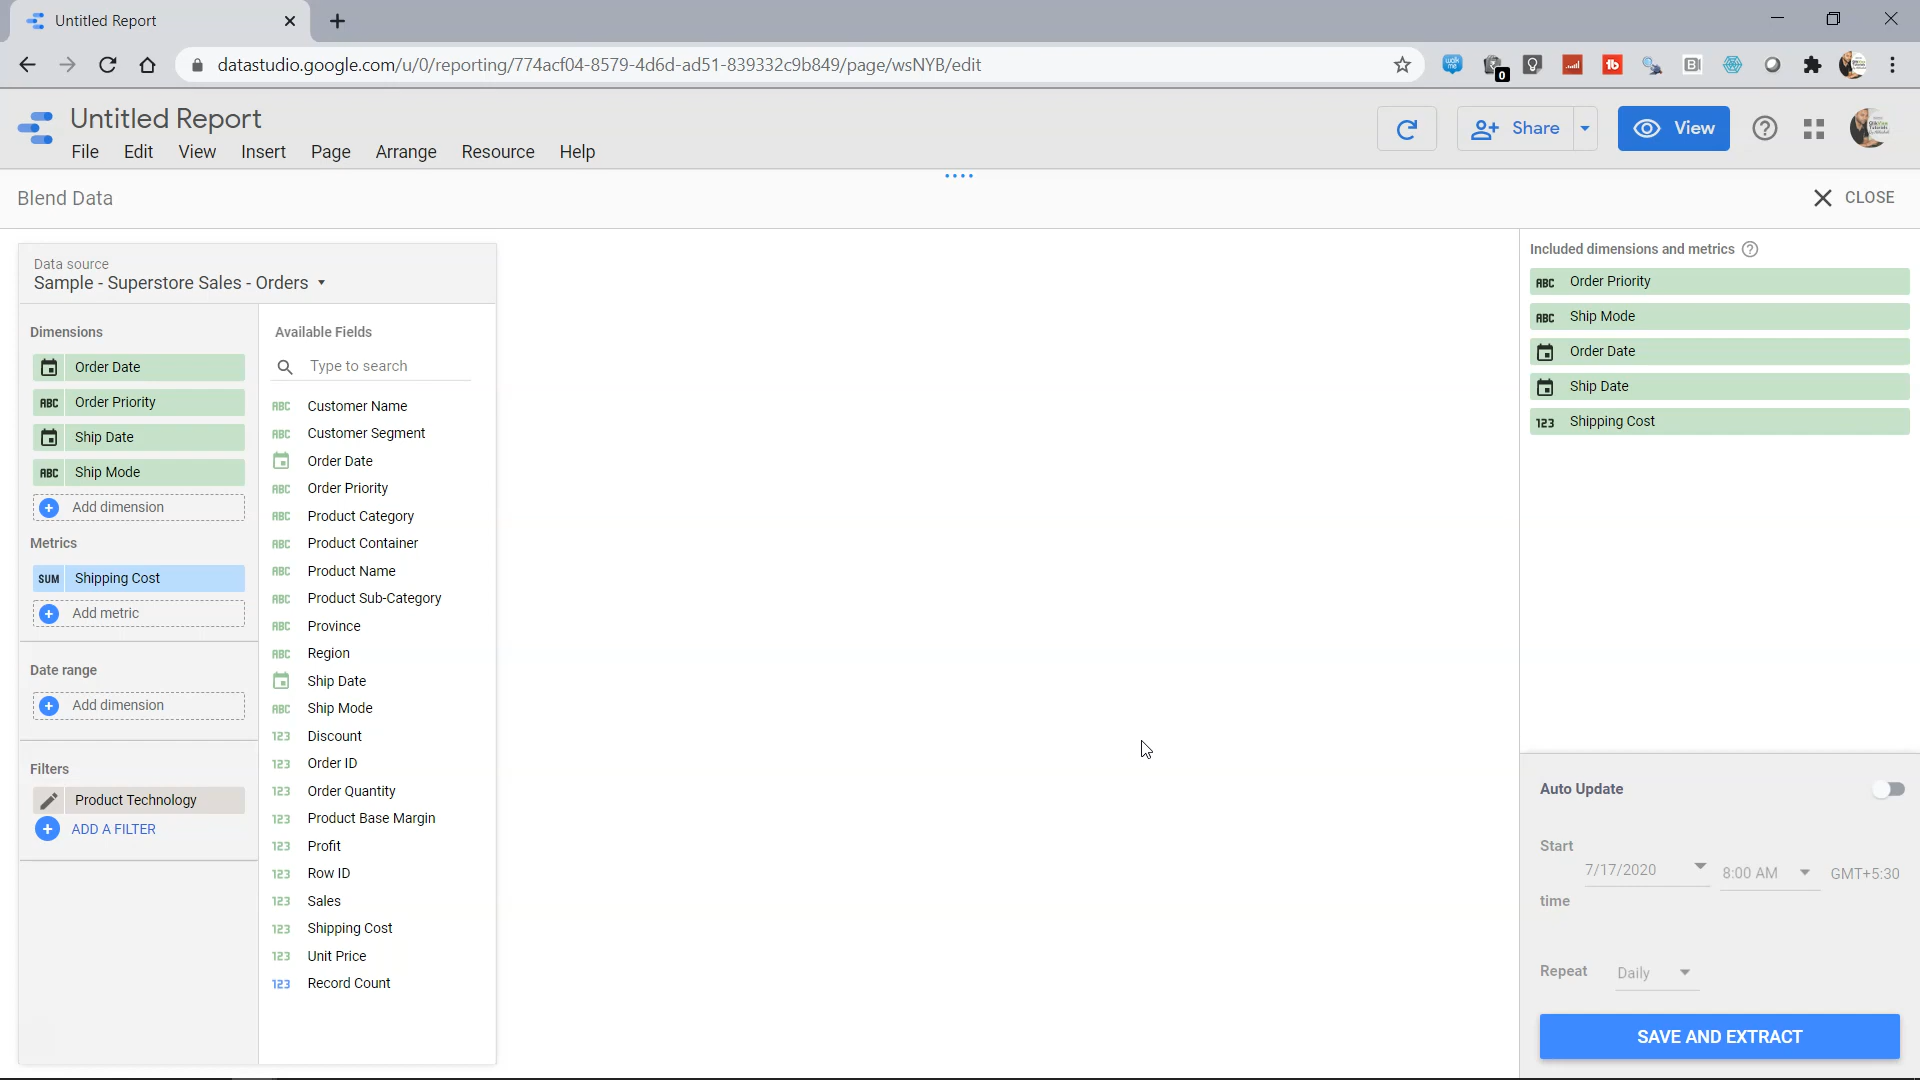 Untitled Report
datastudio.google.com/u/0/reporting/774acf04-8579-4d6d-ad51-839332c9b849/page/wsNYB/edit
0
Untitled Report
File Edit View Insert Page Arrange Resource Help
Share
View
Blend Data
CLOSE
Data source
Sample - Superstore Sales - Orders
Dimensions
Order Date
ABC Order Priority
Ship Date
ABC Ship Mode
Add dimension
Metrics
SUM Shipping Cost
Add metric
Date range
Add dimension
Filters
Product Technology
ADD A FILTER
Available Fields
Type to search
ABC Customer Name
ABC Customer Segment
Order Date
ABC Order Priority
ABC Product Category
ABC Product Container
ABC Product Name
ABC Product Sub-Category
ABC Province
ABC Region
Ship Date
ABC Ship Mode
123 Discount
123 Order ID
123 Order Quantity
123 Product Base Margin
123 Profit
123 Row ID
123 Sales
123 Shipping Cost
123 Unit Price
123 Record Count
Included dimensions and metrics
ABC Order Priority
ABC Ship Mode
Order Date
Ship Date
123 Shipping Cost
Auto Update
Start
time
7/17/2020 8:00 AM GMT+5:30
Repeat Daily
SAVE AND EXTRACT